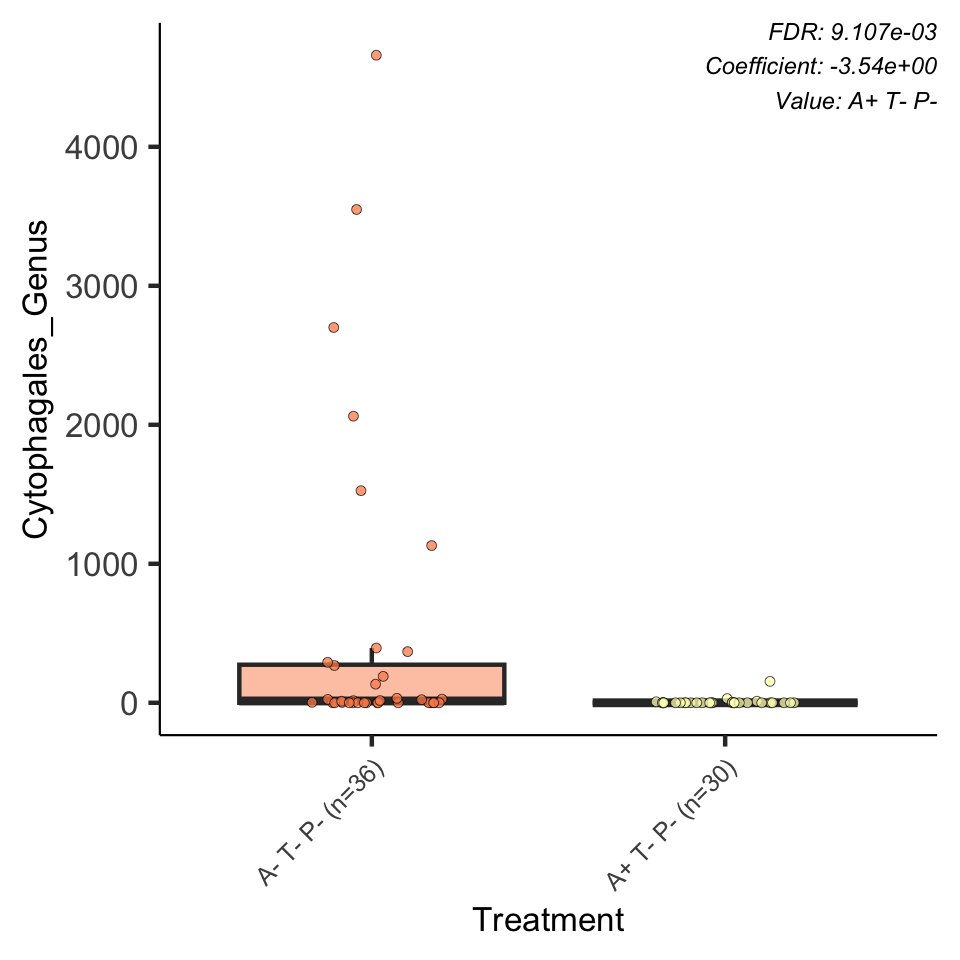 FDR: 9.107e-03
Coefficient: -3.54e+00
Value: A+ T- P-
Cytophagales_Genus
4000
3000
2000
1000
0
A- T- P- (n=36)
A+ T- P- (n=30)
Treatment